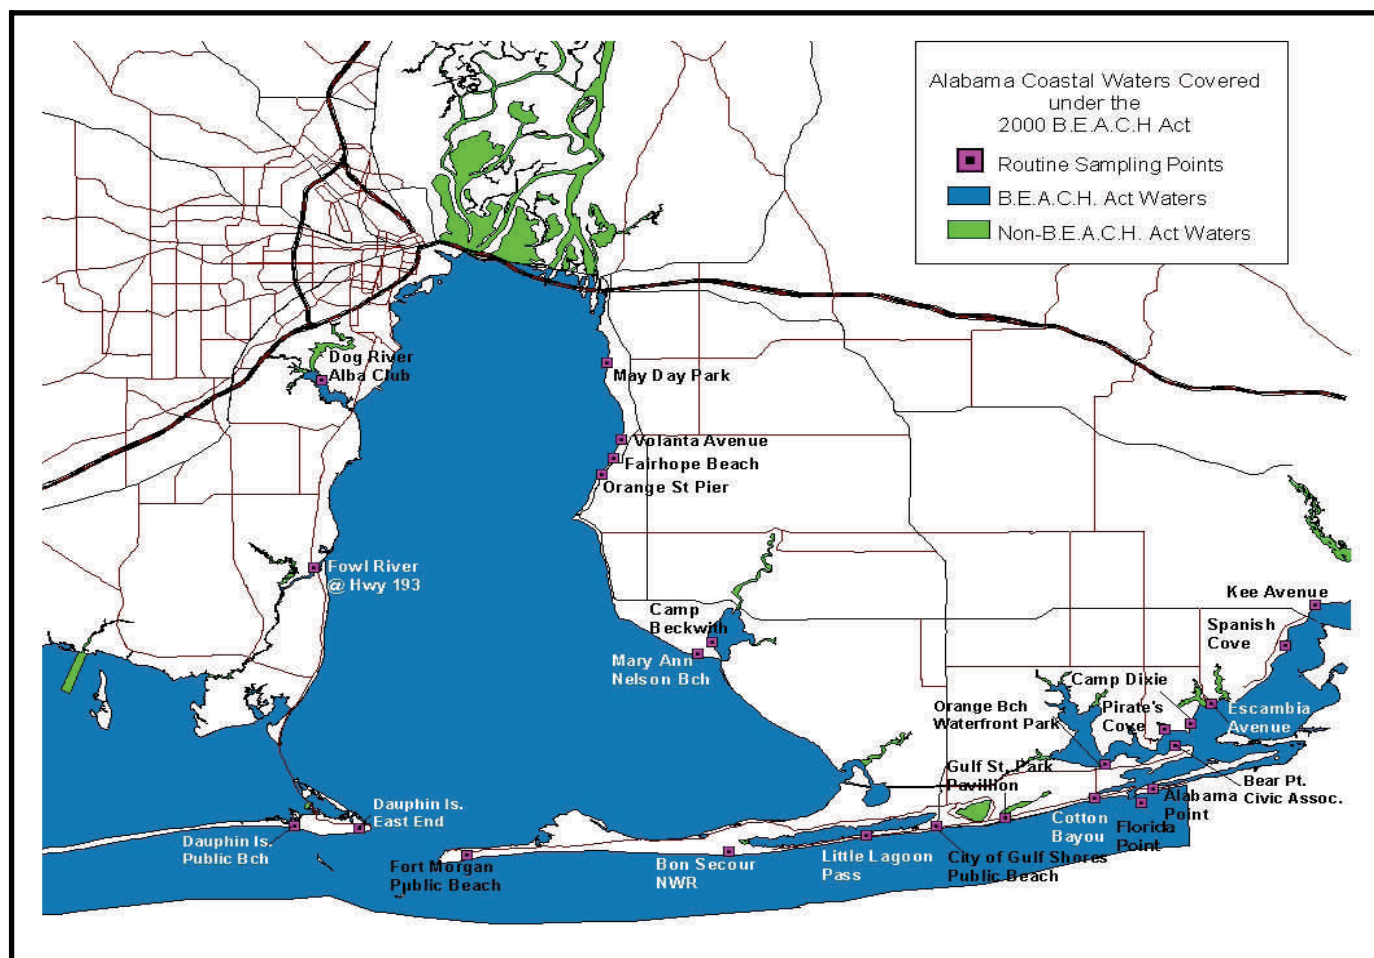 Alabama Coastal Waters Covered
under the
2000 B.E.A.C.H Act
Routine Sampling Points
B.E.A.C.H. Act Waters
Non-B.E.A.C.H. Act Waters
Dog River
Alba Club
May Day Park
Volanta Avenue
Fairhope Beach
Orange St Pier
Fowl River
@ Hwy 193
Camp
Beckwith
Mary Ann
Nelson Bch
Kee Avenue
Spanish
Cove
Camp Dixie
Escambia
Avenue
Orange Bch
Waterfront Park
Pirate's
Cove
Gulf St. Park
Pavillion
Bear Pt.
Civic Assoc.
Alabama
Point
Florida
Point
Cotton
Bayou
Dauphin Is.
East End
Dauphin Is.
Public Bch
Fort Morgan
Public Beach
Bon Secour
NWR
Little Lagoon
Pass
City of Gulf Shores
Public Beach